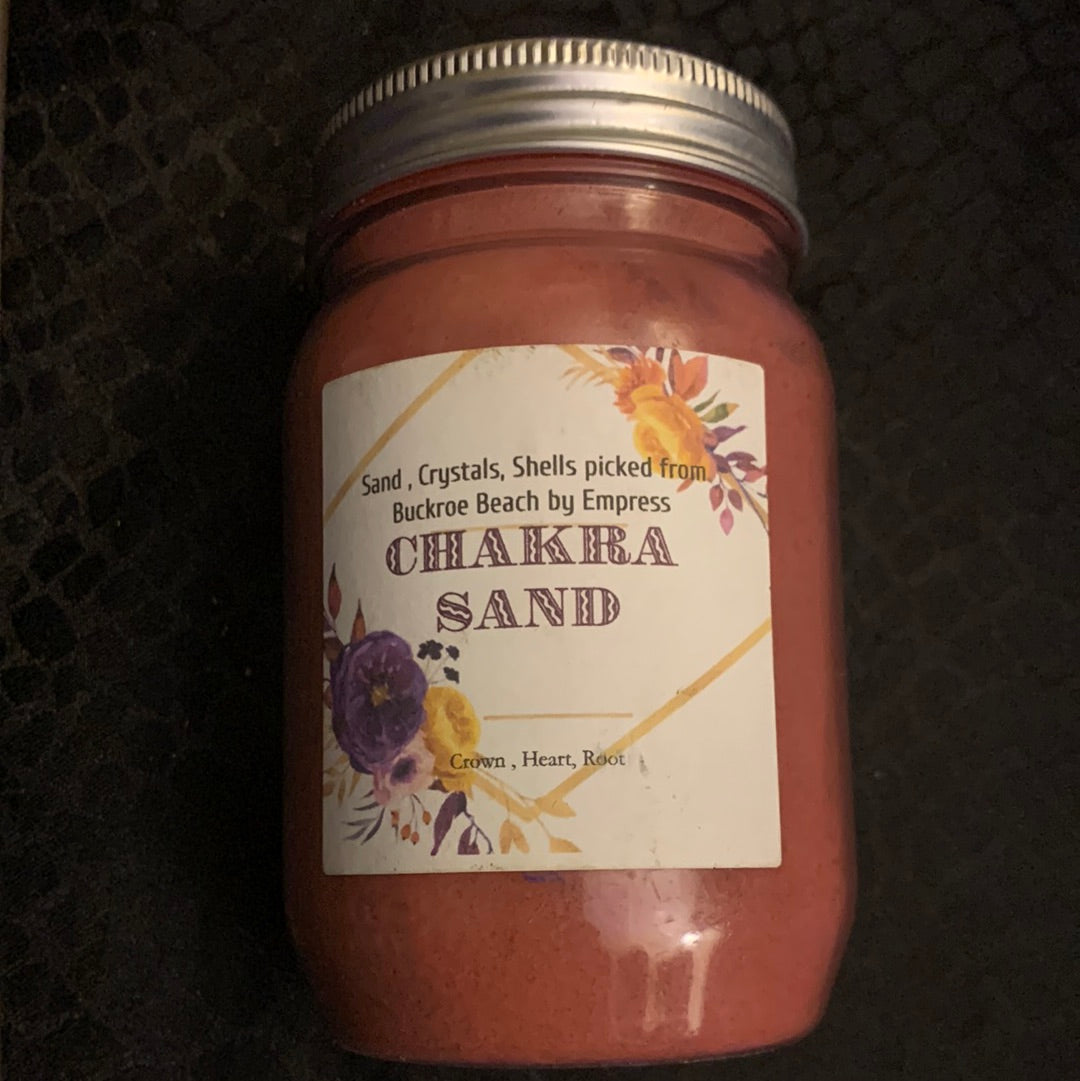 Sand , Crystals, Shells picked from
Buckroe Beach by Empress
CHAKRA
SAND
Crown , Heart, Root